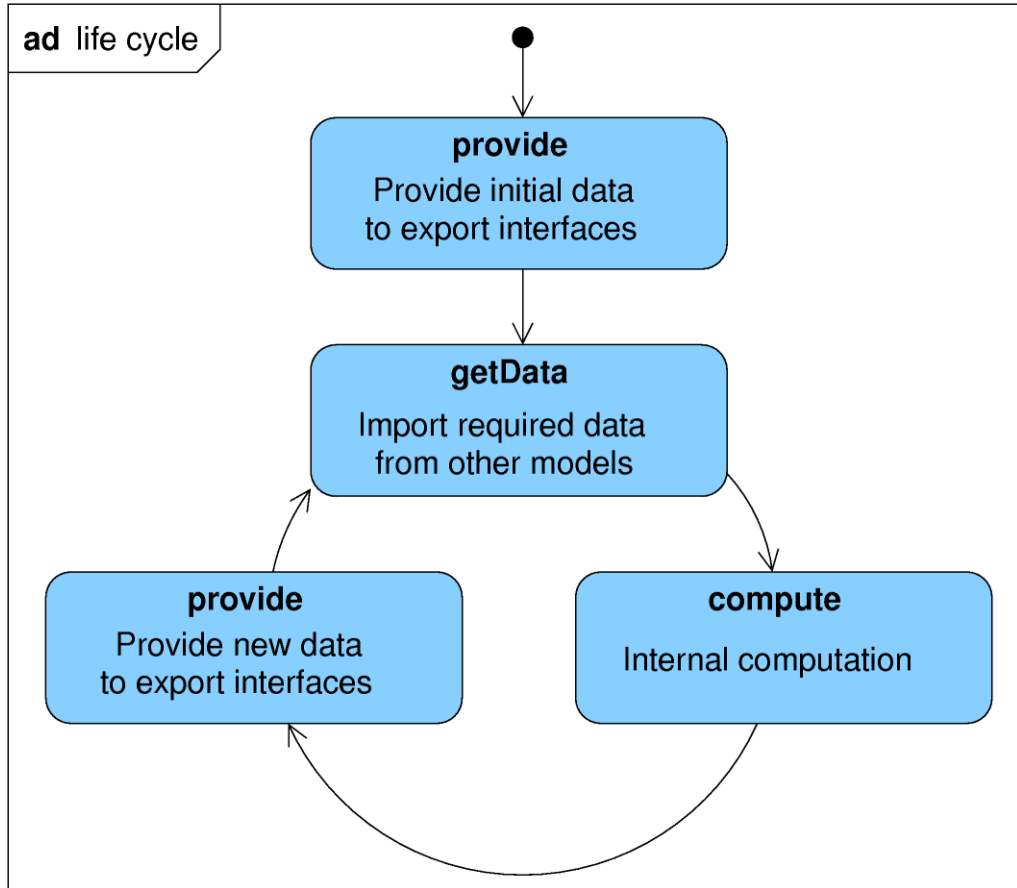 ad life cycle
provide
Provide initial data
to export interfaces
getData
Import required data
from other models
provide
Provide new data
to export interfaces
compute
Internal computation